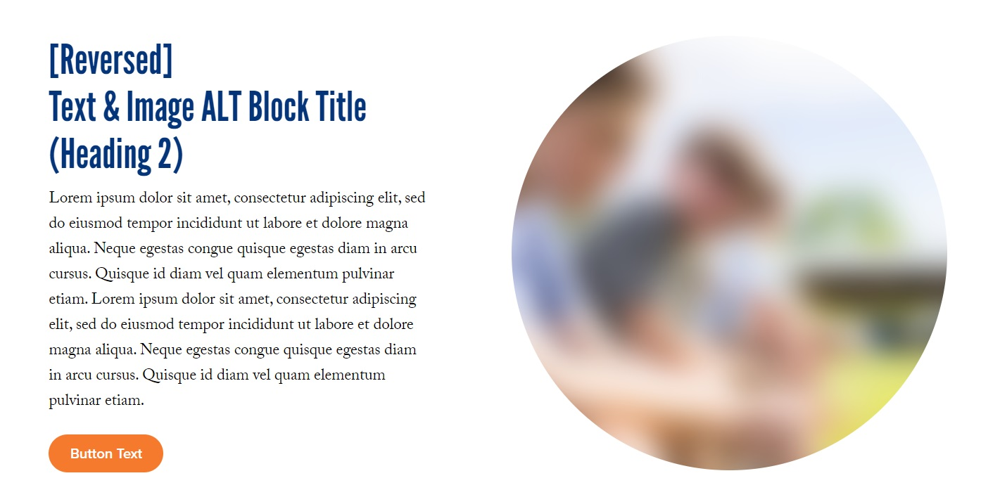 [Reversed]
Text & Image ALT Block Title
(Heading 2)
Lorem ipsum dolor sit amet, consectetur adipiscing elit, sed
do eiusmod tempor incididunt ut labore et dolore magna
aliqua. Neque egestas congue quisque egestas diam in arcu
cursus. Quisque id diam vel quam elementum pulvinar
etiam. Lorem ipsum dolor sit amet, consectetur adipiscing
elit, sed do eiusmod tempor incididunt ut labore et dolore
magna aliqua. Neque egestas congue quisque egestas diam
in arcu cursus. Quisque id diam vel quam elementum
pulvinar etiam.
Button Text